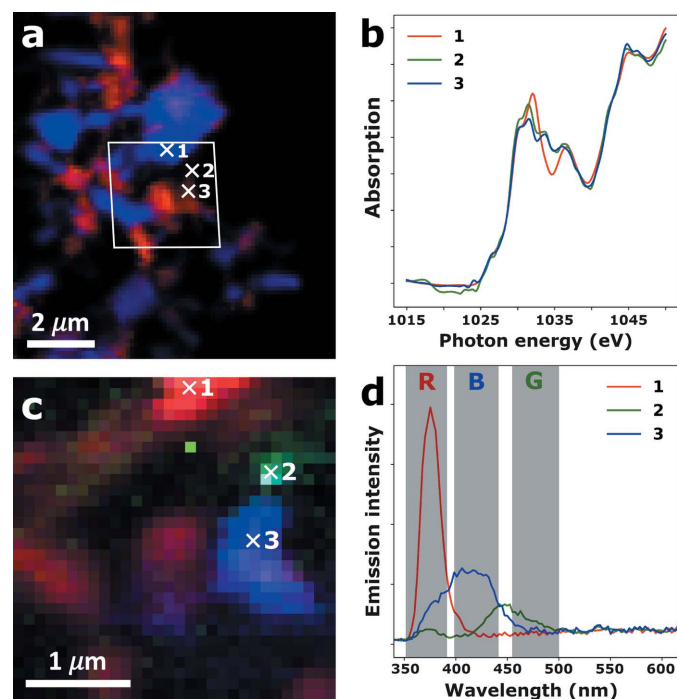 a
×1
×2
×3
2 μm
b
1
2
3
Absorption
1015 1025 1035 1045
Photon energy (eV)
c
×1
×2
×3
1 μm
d
R B G
1
2
3
Emission intensity
350 400 450 500 550 600
Wavelength (nm)